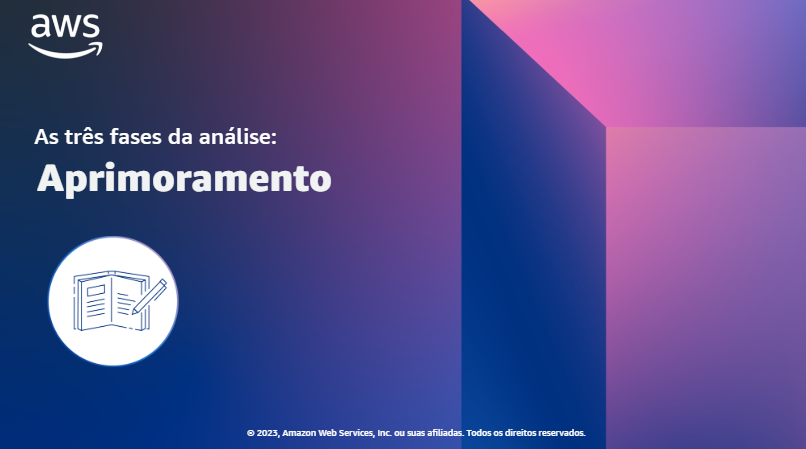 aws
As três fases da análise:
Aprimoramento
© 2023, Amazon Web Services, Inc. ou suas afiliadas. Todos os direitos reservados.